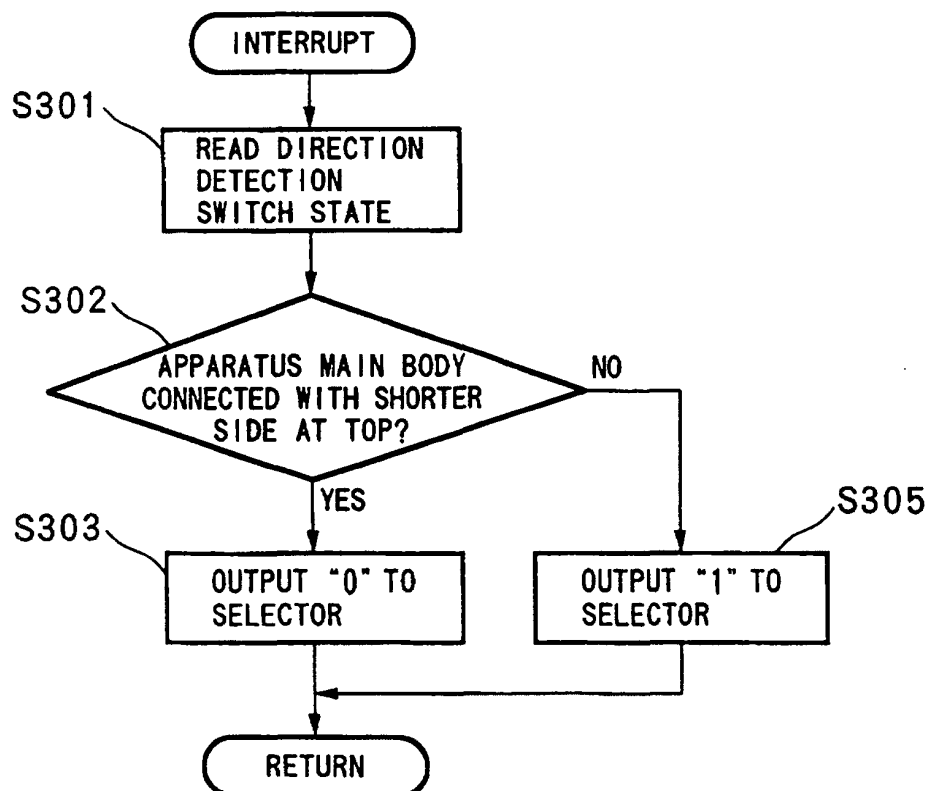 INTERRUPT
S301
READ DIRECTION
DETECTION
SWITCH STATE
S302
APPARATUS MAIN BODY
CONNECTED WITH SHORTER
SIDE AT TOP?
NO
YES
S303
OUTPUT “0” TO
SELECTOR
S305
OUTPUT “1” TO
SELECTOR
RETURN